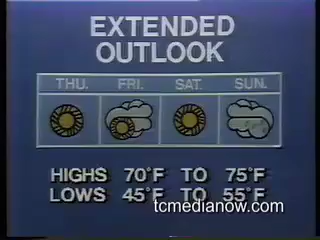 EXTENDED
OUTLOOK
THU. FRI. SAT. SUN.
HIGHS 70°F TO 75°F
LOWS 45°F TO 55°F
tcmedianow.com